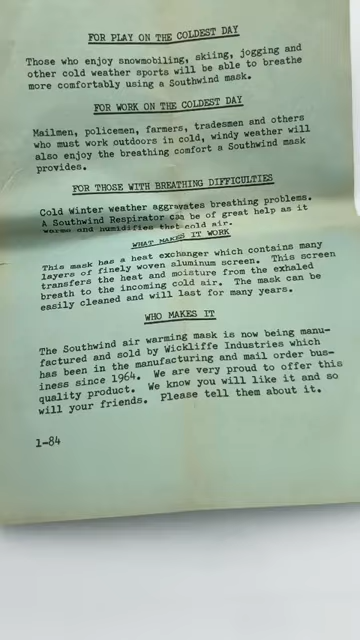 FOR PLAY ON THE COLDEST DAY
Those who enjoy snowmobiling, skiing, jogging and
other cold weather sports will be able to breathe
more comfortably using a Southwind mask.
FOR WORK ON THE COLDEST DAY
Mailmen, policemen, farmers, tradesmen and others
who must work outdoors in cold, windy weather will
also enjoy the breathing comfort a Southwind mask
provides.
FOR THOSE WITH BREATHING DIFFICULTIES
Cold Winter weather aggravates breathing problems.
A Southwind Respirator can be of great help as it
warms and humidifies that cold air.
WHAT MAKES IT WORK
This mask has a heat exchanger which contains many
layers of finely woven aluminum screen. This screen
transfers the heat and moisture from the exhaled
breath to the incoming cold air. The mask can be
easily cleaned and will last for many years.
WHO MAKES IT
The Southwind air warming mask is now being manu-
factured and sold by Wickliffe Industries which
has been in the manufacturing and mail order bus-
iness since 1964. We are very proud to offer this
quality product. We know you will like it and so
will your friends. Please tell them about it.
1-84